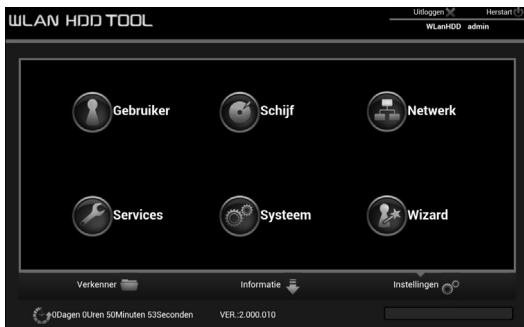 WLAN HDD TOOL
Uitloggen Herstart
WLanHDD admin
Gebruiker Schijf Netwerk
Services Systeem Wizard
Verkenner Informatie Instellingen
0Dagen 0Uren 50Minuten 53Seconden VER.:2.000.010